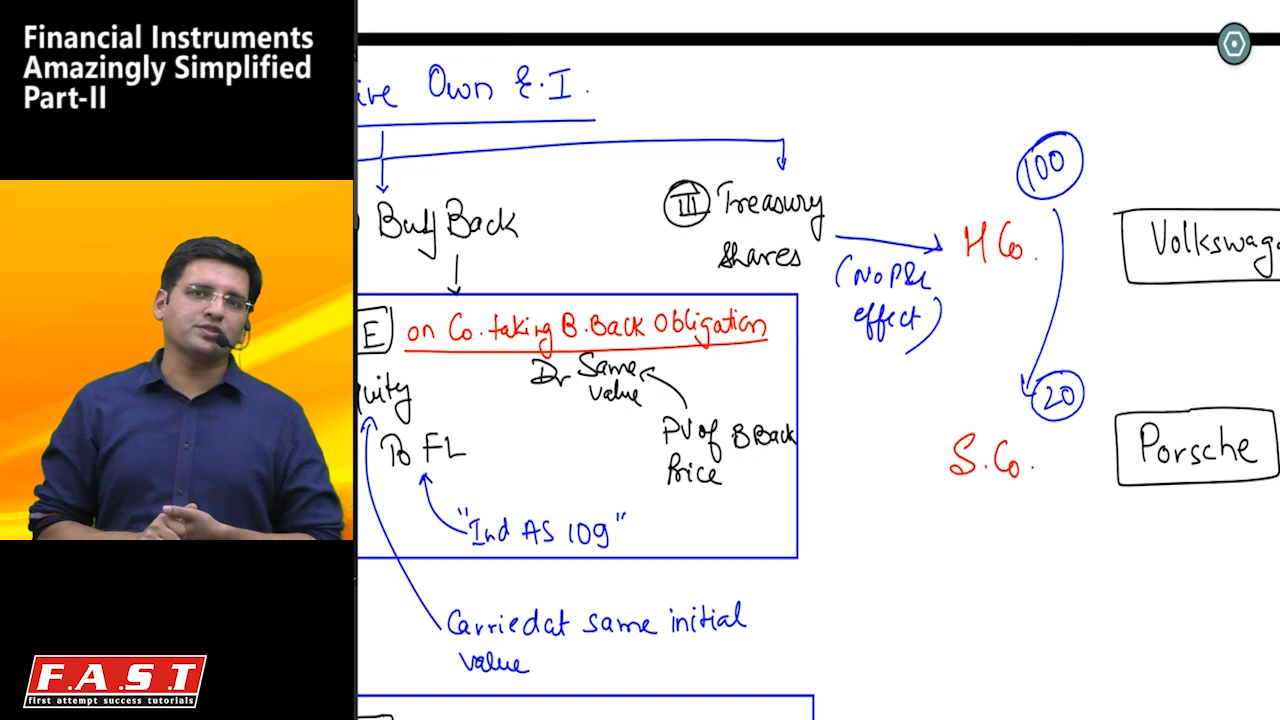 Financial Instruments
Amazingly Simplified
Part-II
ive Own E.I.
Buy Back
III Treasury
Shares
(No P&L
effect)
100
H Co.
Volkswag
E on Co. taking B.Back Obligation
Dr Same
value
quity
To FL
PV of B Back
Price
20
S.Co.
Porsche
"Ind AS 109"
Carried at same initial
value
F.A.S.T
first attempt success tutorials